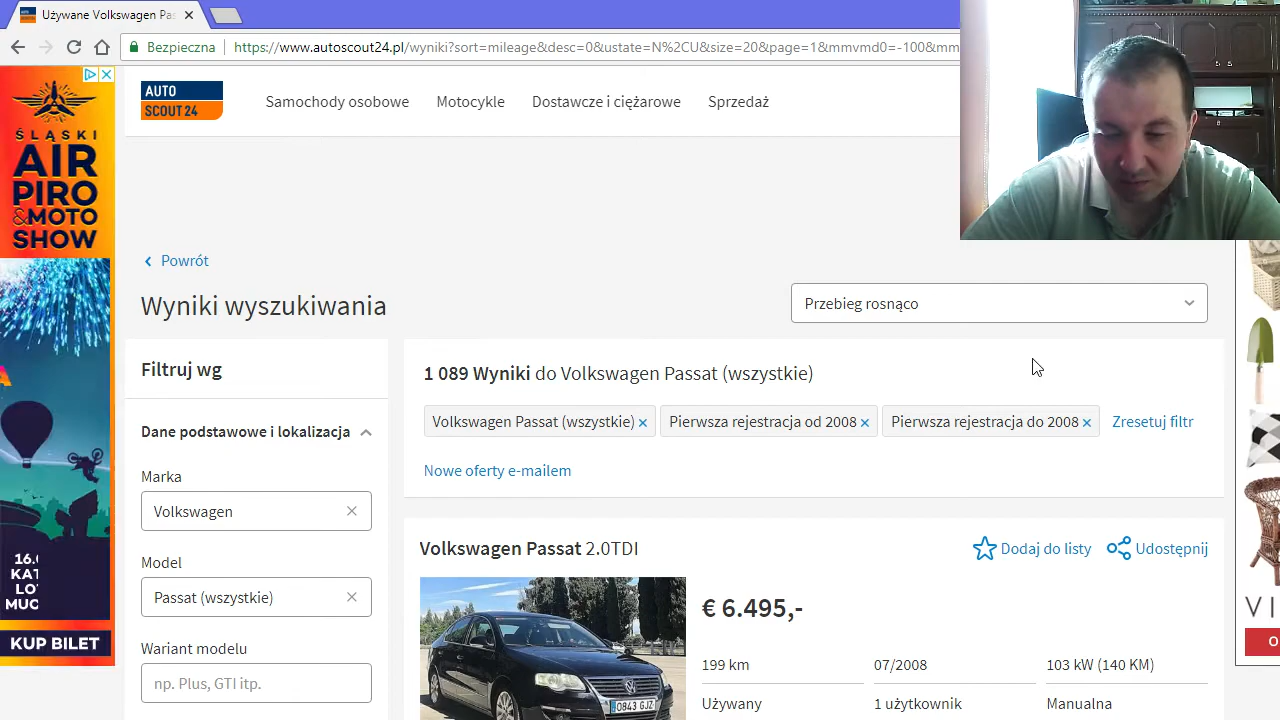 Używane Volkswagen Pas
Bezpieczna
https://www.autoscout24.pl/wyniki?sort=mileage&desc=0&ustate=N%2CU&size=20&page=1&mmvmd0=-100&mm
ŚLĄSKI
AIR
PIRO
&MOTO
SHOW
KUP BILET
AUTO
SCOUT 24
Samochody osobowe
Motocykle
Dostawcze i ciężarowe
Sprzedaż
Powrót
Wyniki wyszukiwania
Przebieg rosnąco
Filtruj wg
Dane podstawowe i lokalizacja
Marka
Volkswagen
Model
Passat (wszystkie)
Wariant modelu
np. Plus, GTI itp.
1 089 Wyniki do Volkswagen Passat (wszystkie)
Volkswagen Passat (wszystkie)
Pierwsza rejestracja od 2008
Pierwsza rejestracja do 2008
Zresetuj filtr
Nowe oferty e-mailem
Volkswagen Passat 2.0TDI
Dodaj do listy
Udostępnij
€ 6.495,-
199 km
07/2008
103 kW (140 KM)
Używany
1 użytkownik
Manualna
0843 GJZ